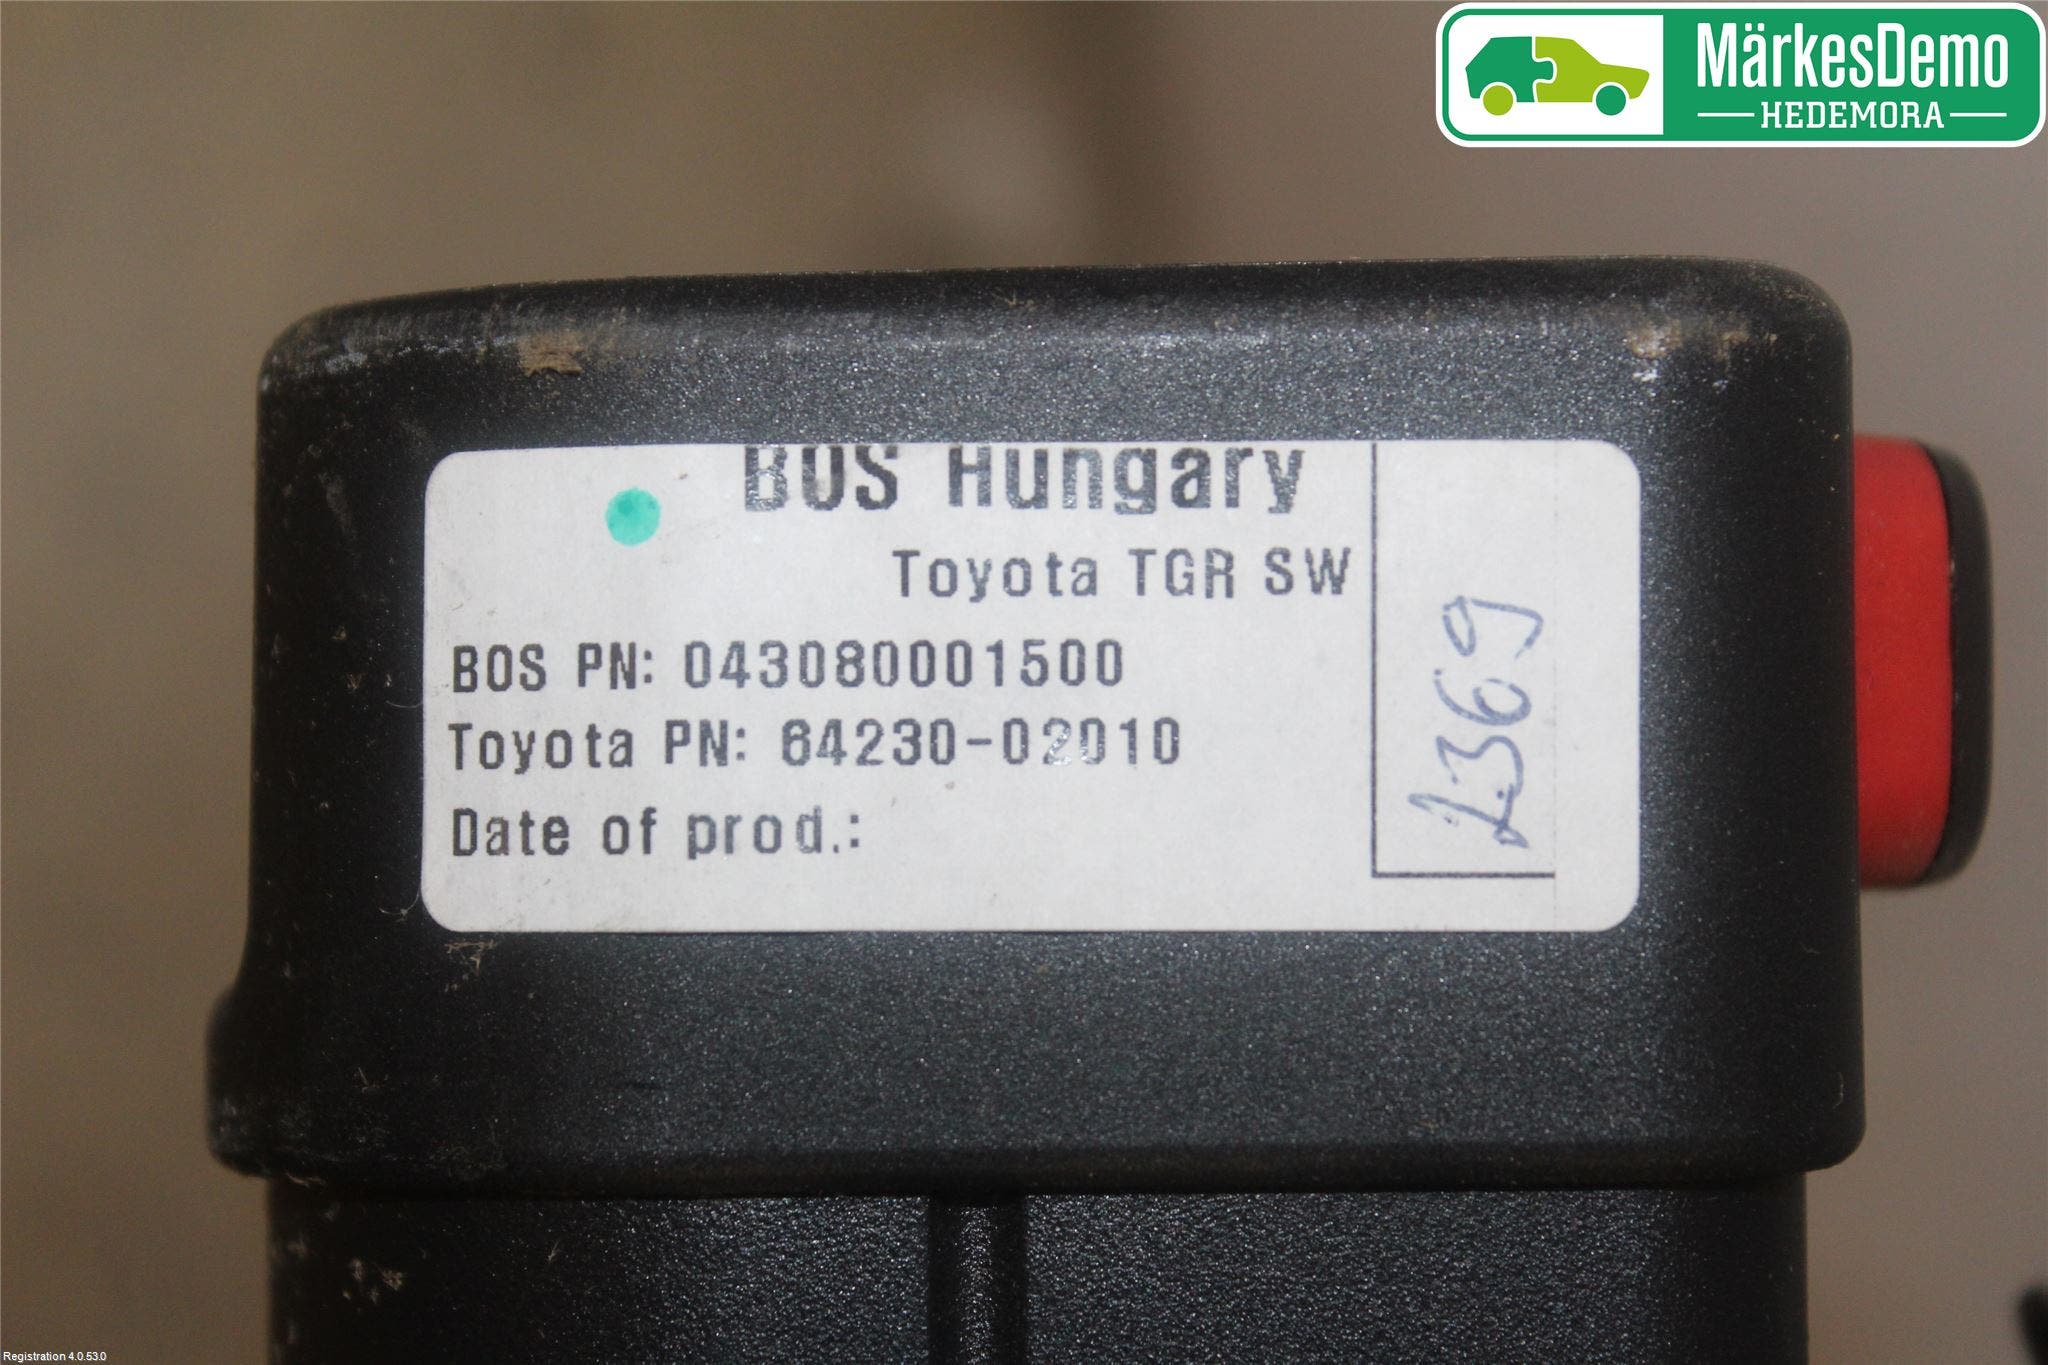 MärkesDemo
HEDEMORA
BOS Hungary
Toyota TGR SW
BOS PN: 043080001500
Toyota PN: 64230-02010
Date of prod.:
1369
Registration 4.0.53.0